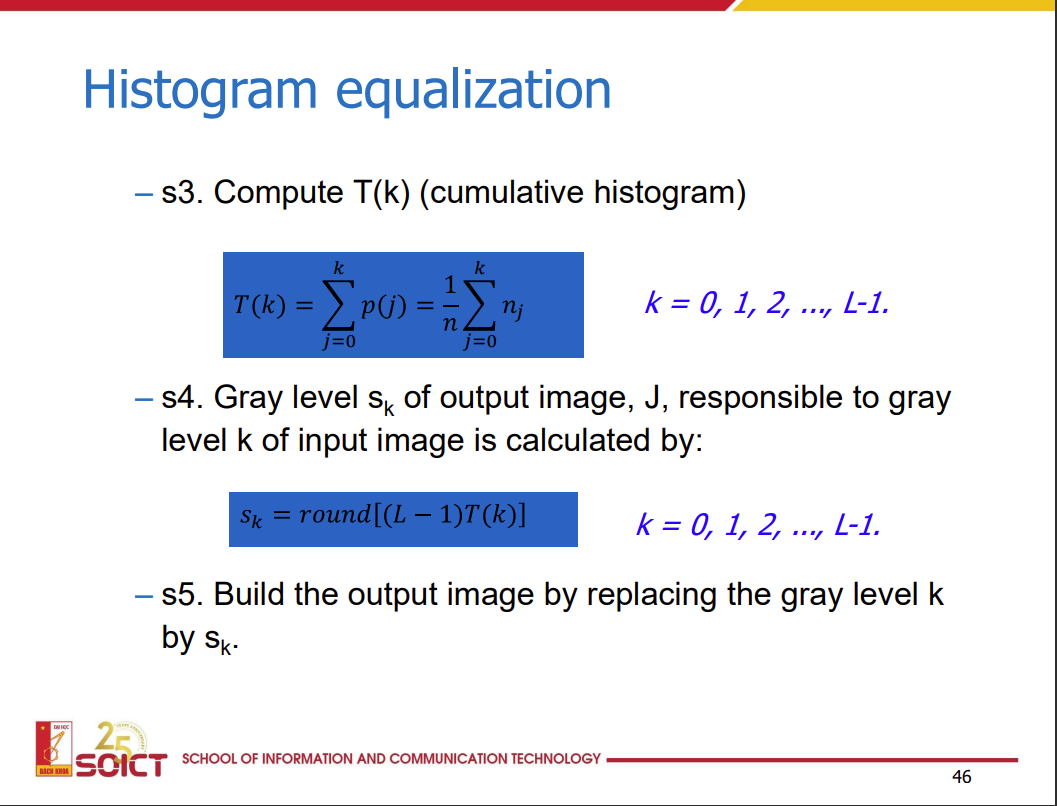 Histogram equalization
– s3. Compute T(k) (cumulative histogram)
T(k) = ∑_{j=0}^{k} p(j) = \frac{1}{n} ∑_{j=0}^{k} n_j
k = 0, 1, 2, ..., L-1.
– s4. Gray level s_k of output image, J, responsible to gray
level k of input image is calculated by:
s_k = round[(L − 1)T(k)]
k = 0, 1, 2, ..., L-1.
– s5. Build the output image by replacing the gray level k
by s_k.
ĐẠI HỌC
BÁCH KHOA
25
YEARS ANNIVERSARY
SOICT
SCHOOL OF INFORMATION AND COMMUNICATION TECHNOLOGY
46